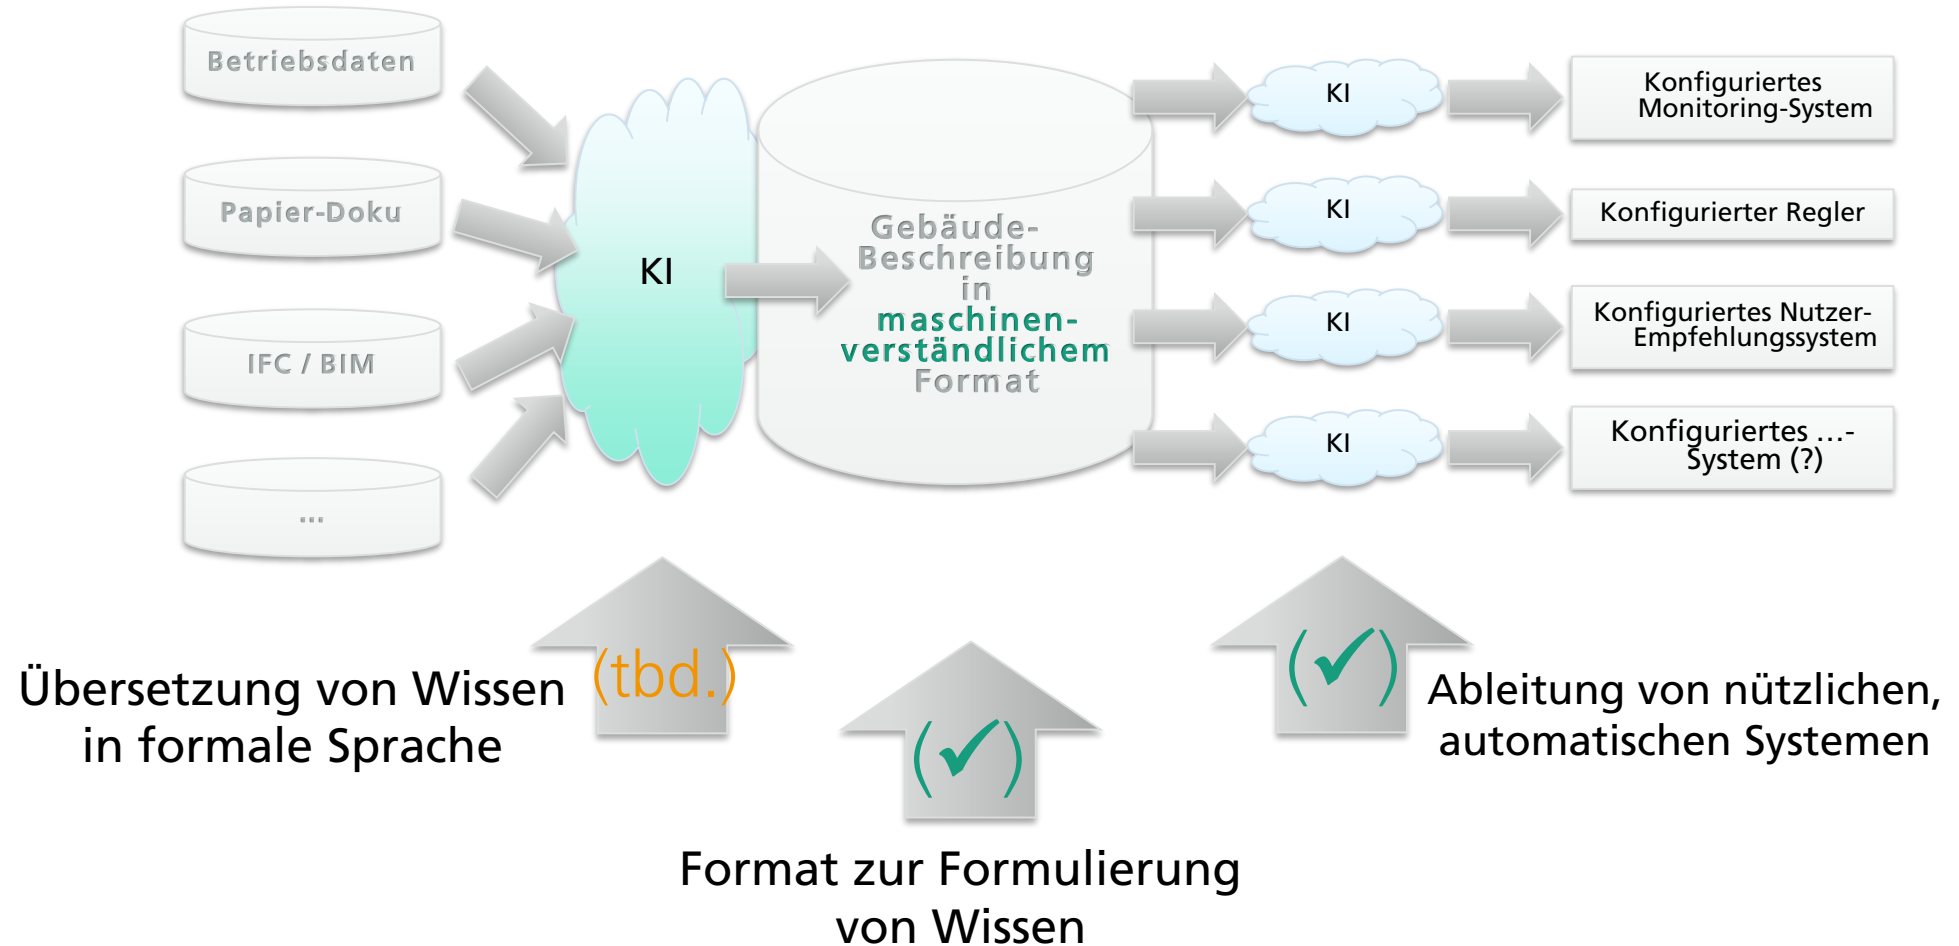 Betriebsdaten
Papier-Doku
IFC / BIM
...
KI
Gebäude-
Beschreibung
in
maschinen-
verständlichem
Format
KI
Konfiguriertes
Monitoring-System
KI
Konfigurierter Regler
KI
Konfiguriertes Nutzer-
Empfehlungssystem
KI
Konfiguriertes …-
System (?)
Übersetzung von Wissen
in formale Sprache
(tbd.)
(✓)
Format zur Formulierung
von Wissen
(✓)
Ableitung von nützlichen,
automatischen Systemen